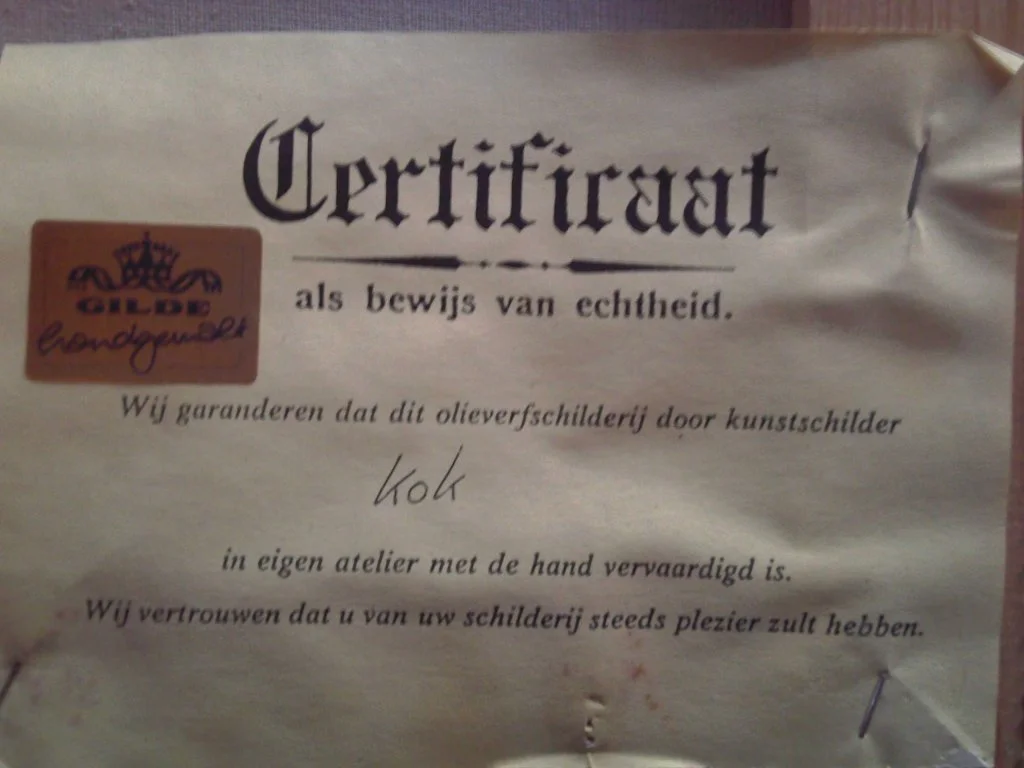 Certificaat
als bewijs van echtheid.
GILDE
handgemaakt
Wij garanderen dat dit olieverfschilderij door kunstschilder
Kok
in eigen atelier met de hand vervaardigd is.
Wij vertrouwen dat u van uw schilderij steeds plezier zult hebben.